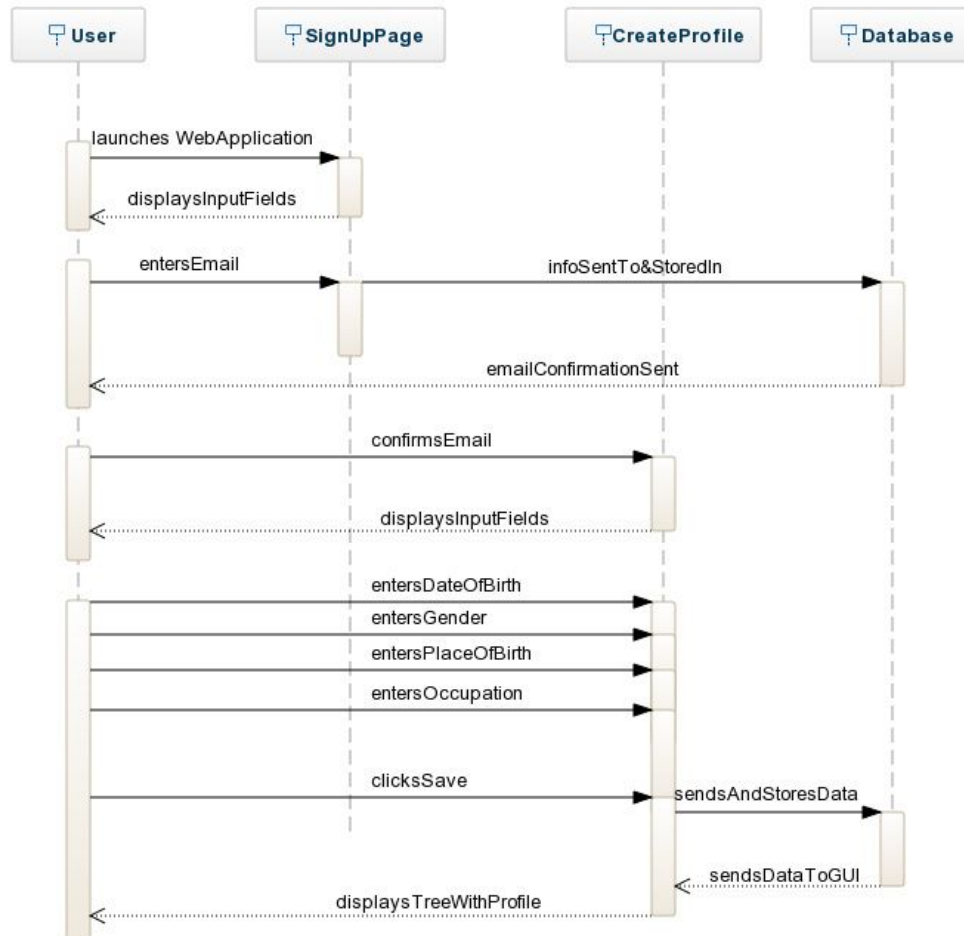 User
SignUpPage
CreateProfile
Database
launches WebApplication
displaysInputFields
entersEmail
infoSentTo&StoredIn
emailConfirmationSent
confirmsEmail
displaysInputFields
entersDateOfBirth
entersGender
entersPlaceOfBirth
entersOccupation
clicksSave
sendsAndStoresData
sendsDataToGUI
displaysTreeWithProfile